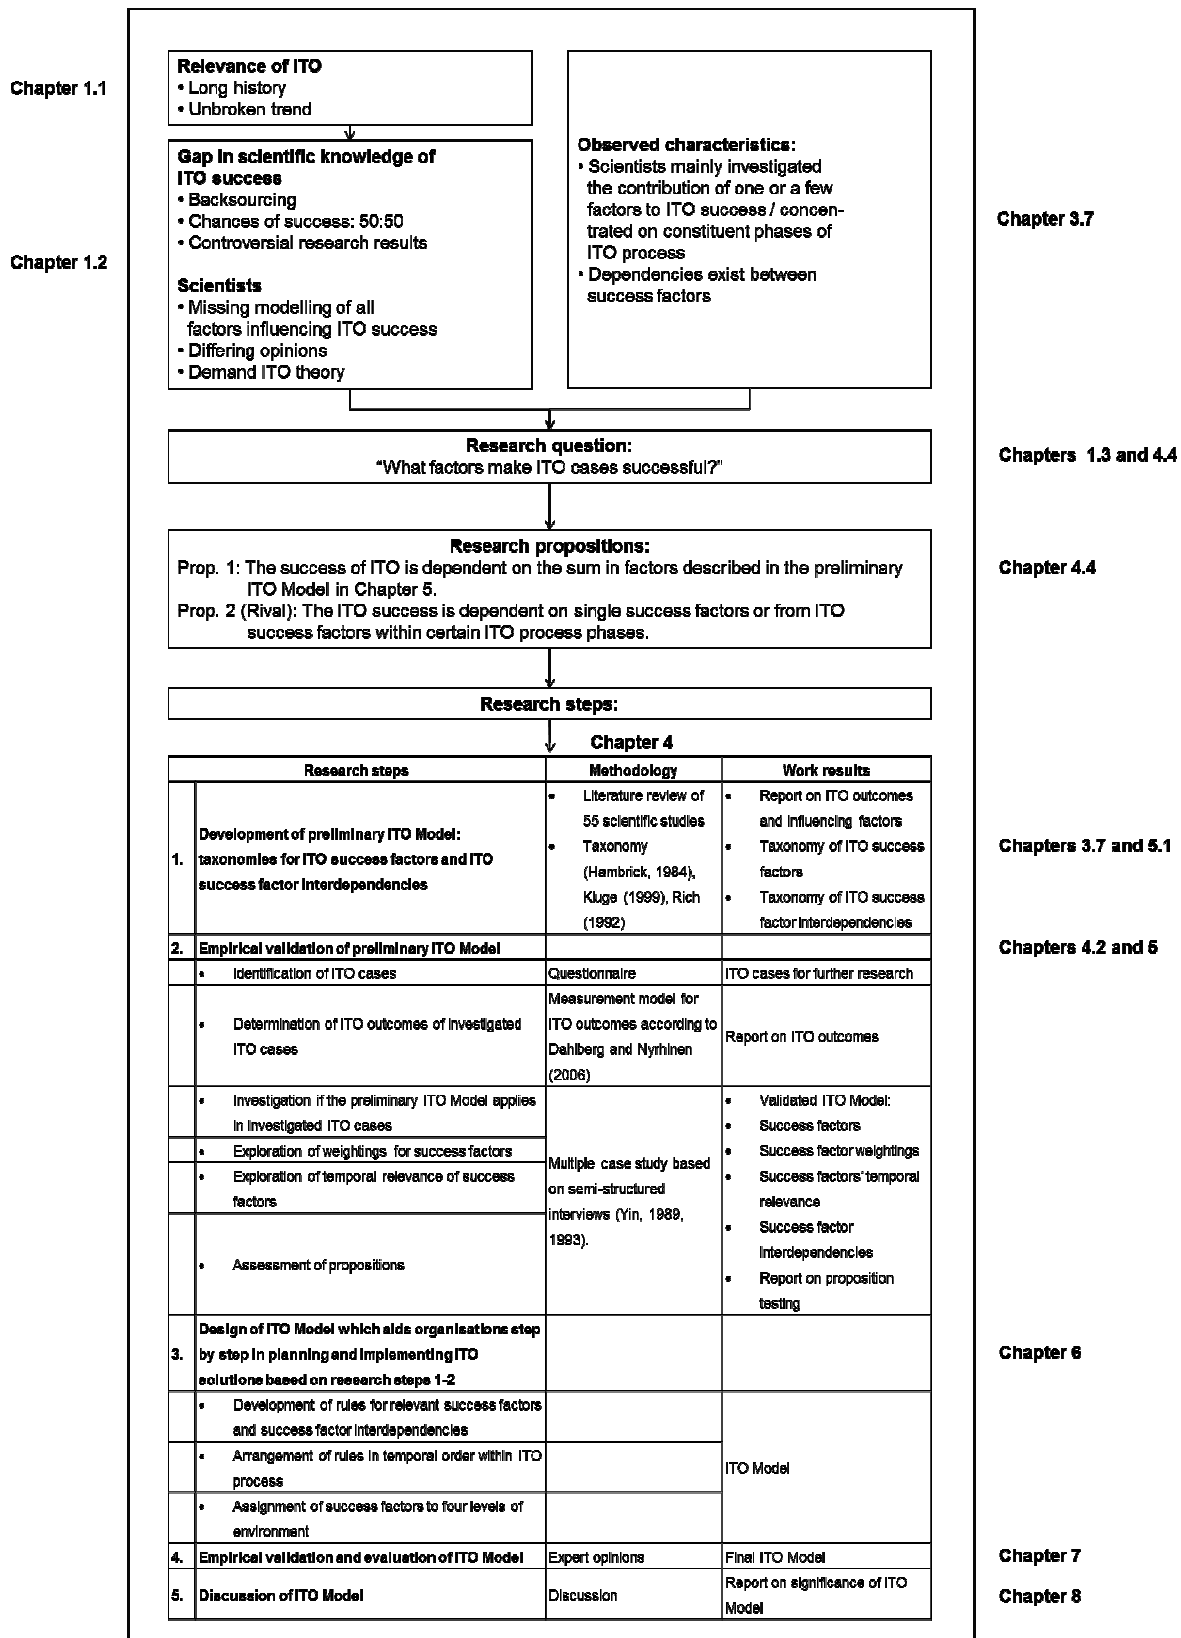 Chapter 1.1
Relevance of ITO
• Long history
• Unbroken trend
Chapter 1.2
Gap in scientific knowledge of
ITO success
• Backsourcing
• Chances of success: 50:50
• Controversial research results
Scientists
• Missing modelling of all
factors influencing ITO success
• Differing opinions
• Demand ITO theory
Observed characteristics:
• Scientists mainly investigated
the contribution of one or a few
factors to ITO success / concen-
trated on constituent phases of
ITO process
• Dependencies exist between
success factors
Chapter 3.7
Research question:
“What factors make ITO cases successful?”
Chapters 1.3 and 4.4
Research propositions:
Prop. 1: The success of ITO is dependent on the sum in factors described in the preliminary
ITO Model in Chapter 5.
Prop. 2 (Rival): The ITO success is dependent on single success factors or from ITO
success factors within certain ITO process phases.
Chapter 4.4
Research steps:
Chapter 4
Research steps
Methodology
Work results
1.
Development of preliminary ITO Model:
taxonomies for ITO success factors and ITO
success factor interdependencies
• Literature review of
55 scientific studies
• Taxonomy
(Hambrick, 1984),
Kluge (1999), Rich
(1992)
• Report on ITO outcomes
and influencing factors
• Taxonomy of ITO success
factors
• Taxonomy of ITO success
factor interdependencies
Chapters 3.7 and 5.1
2. Empirical validation of preliminary ITO Model
Chapters 4.2 and 5
• Identification of ITO cases
Questionnaire
ITO cases for further research
• Determination of ITO outcomes of investigated
ITO cases
Measurement model for
ITO outcomes according to
Dahlberg and Nyrhinen
(2006)
Report on ITO outcomes
• Investigation if the preliminary ITO Model applies
in investigated ITO cases
• Exploration of weightings for success factors
• Exploration of temporal relevance of success
factors
• Assessment of propositions
Multiple case study based
on semi-structured
interviews (Yin, 1989,
1993).
• Validated ITO Model:
• Success factors
• Success factor weightings
• Success factors’ temporal
relevance
• Success factor
interdependencies
• Report on proposition
testing
3.
Design of ITO Model which aids organisations step
by step in planning and implementing ITO
solutions based on research steps 1-2
Chapter 6
• Development of rules for relevant success factors
and success factor interdependencies
• Arrangement of rules in temporal order within ITO
process
• Assignment of success factors to four levels of
environment
ITO Model
4. Empirical validation and evaluation of ITO Model
Expert opinions
Final ITO Model
Chapter 7
5. Discussion of ITO Model
Discussion
Report on significance of ITO
Model
Chapter 8